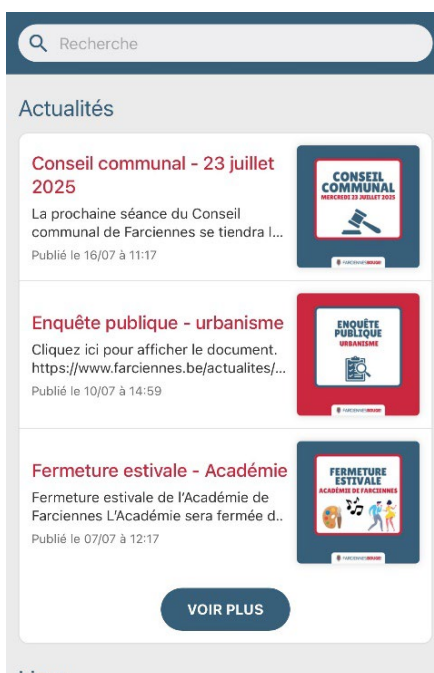 Recherche
Actualités
Conseil communal - 23 juillet
2025
La prochaine séance du Conseil
communal de Farciennes se tiendra l...
Publié le 16/07 à 11:17
CONSEIL
COMMUNAL
MERCREDI 23 JUILLET 2025
FARCIENNESBOUGE!
Enquête publique - urbanisme
Cliquez ici pour afficher le document.
https://www.farciennes.be/actualites/...
Publié le 10/07 à 14:59
ENQUÊTE
PUBLIQUE
URBANISME
FARCIENNESBOUGE!
Fermeture estivale - Académie
Fermeture estivale de l'Académie de
Farciennes L'Académie sera fermée d..
Publié le 07/07 à 12:17
FERMETURE
ESTIVALE
ACADÉMIE DE FARCIENNES
FARCIENNESBOUGE!
VOIR PLUS